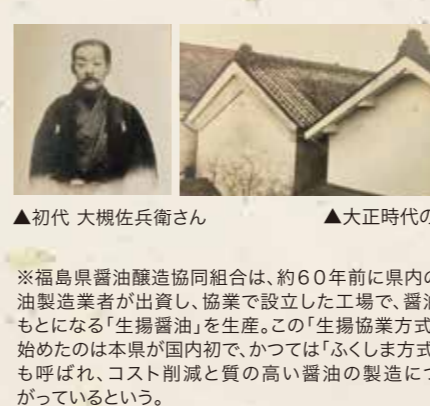 ▲初代 大槻佐兵衛さん
▲大正時代の
※福島県醤油醸造協同組合は、約60年前に県内の
油製造業者が出資し、協業で設立した工場で、醤油
もとになる「生揚醤油」を生産。この「生揚協業方式
始めたのは本県が国内初で、かつては「ふくしま方式
も呼ばれ、コスト削減と質の高い醤油の製造につ
がっているという。